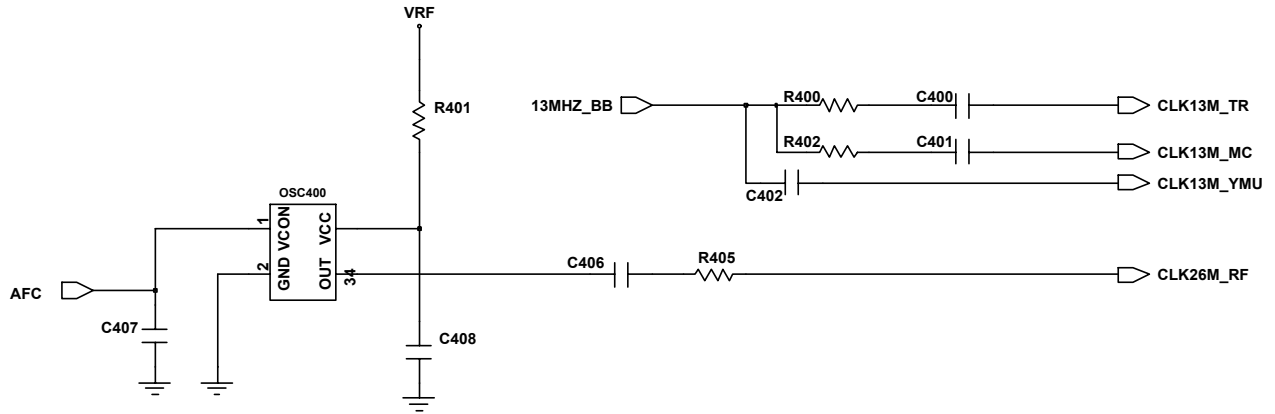 VRF
R401
13MHZ_BB
R400
C400
CLK13M_TR
R402
C401
CLK13M_MC
C402
CLK13M_YMU
OSC400
1
VCON
VCC
2
GND
OUT
34
C406
R405
CLK26M_RF
AFC
C407
C408